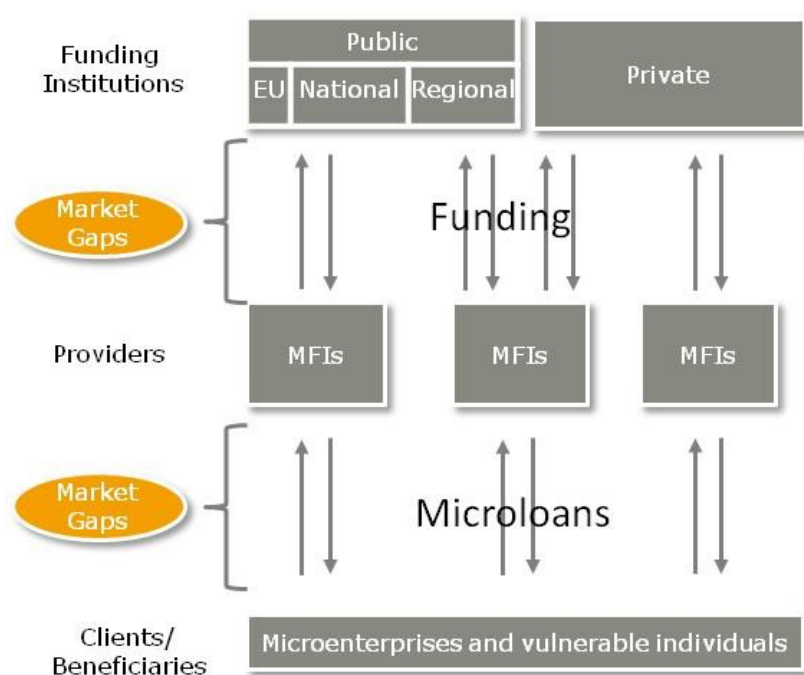 Funding
Institutions
Public
EU National Regional
Private
Market
Gaps
Funding
Providers
MFIs
MFIs
MFIs
Market
Gaps
Microloans
Clients/
Beneficiaries
Microenterprises and vulnerable individuals